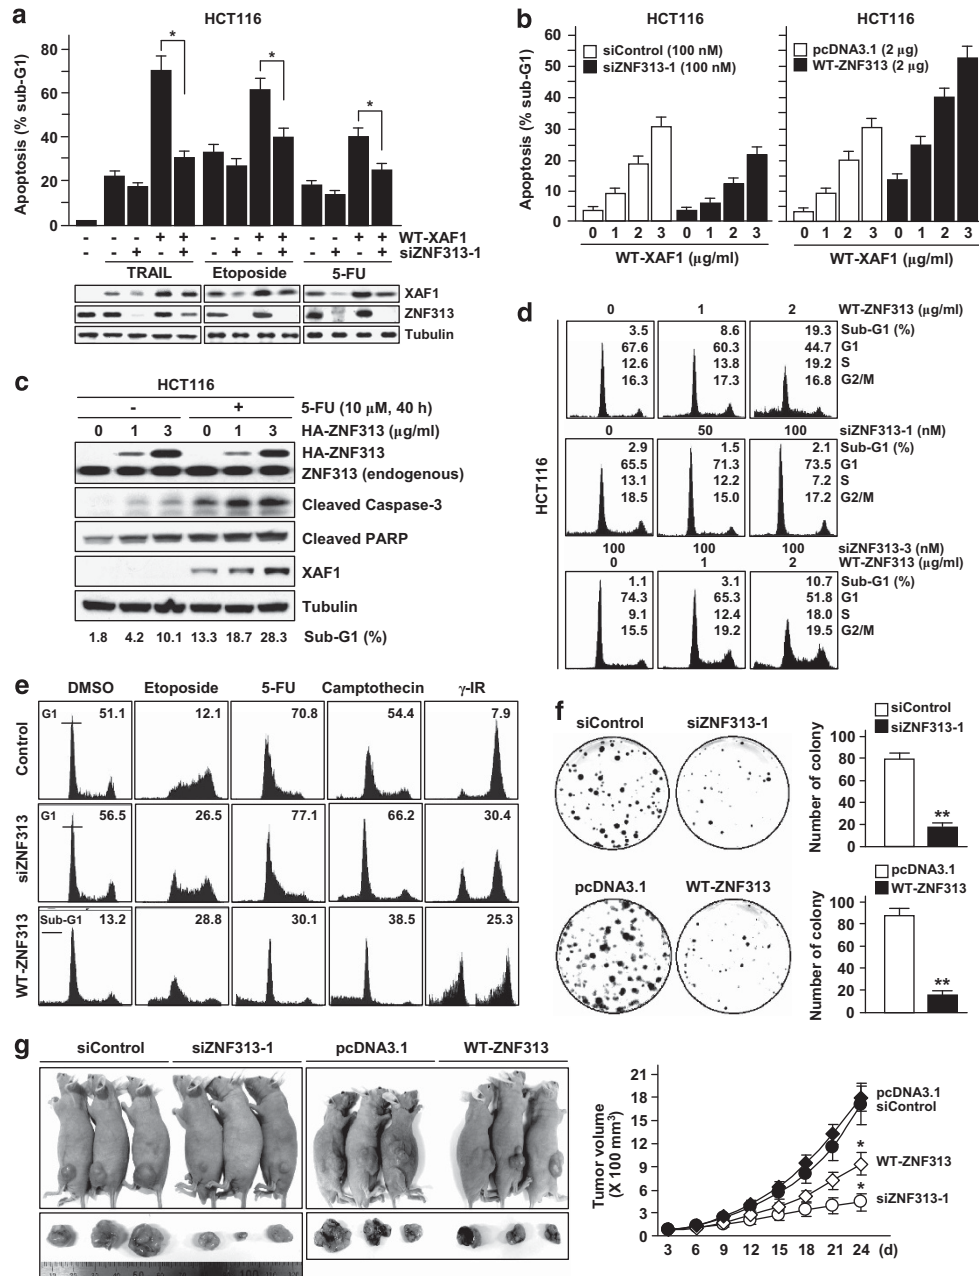 a
HCT116
Apoptosis (% sub-G1)
80
60
40
20
0
* * *
- - - + + - - + + - - + + WT-XAF1
- - + - + - + - + - + - + siZNF313-1
TRAIL Etoposide 5-FU
XAF1
ZNF313
Tubulin
b
HCT116
Apoptosis (% sub-G1)
60
50
40
30
20
10
0
siControl (100 nM)
siZNF313-1 (100 nM)
pcDNA3.1 (2 μg)
WT-ZNF313 (2 μg)
0 1 2 3 0 1 2 3 0 1 2 3 0 1 2 3
WT-XAF1 (μg/ml) WT-XAF1 (μg/ml)
c
HCT116
- + 5-FU (10 μM, 40 h)
0 1 3 0 1 3 HA-ZNF313 (μg/ml)
HA-ZNF313
ZNF313 (endogenous)
Cleaved Caspase-3
Cleaved PARP
XAF1
Tubulin
1.8 4.2 10.1 13.3 18.7 28.3 Sub-G1 (%)
d
HCT116
0 1 2 WT-ZNF313 (μg/ml)
3.5 8.6 19.3 Sub-G1 (%)
67.6 60.3 44.7 G1
12.6 13.8 19.2 S
16.3 17.3 16.8 G2/M
0 50 100 siZNF313-1 (nM)
2.9 1.5 2.1 Sub-G1 (%)
65.5 71.3 73.5 G1
13.1 12.2 7.2 S
18.5 15.0 17.2 G2/M
100 100 100 siZNF313-3 (nM)
0 1 2 WT-ZNF313 (μg/ml)
1.1 3.1 10.7 Sub-G1 (%)
74.3 65.3 51.8 G1
9.1 12.4 18.0 S
15.5 19.2 19.5 G2/M
e
DMSO Etoposide 5-FU Camptothecin γ-IR
Control
G1 51.1 12.1 70.8 54.4 7.9
siZNF313
G1 56.5 26.5 77.1 66.2 30.4
WT-ZNF313
Sub-G1 13.2 28.8 30.1 38.5 25.3
f
siControl siZNF313-1
siControl
siZNF313-1
Number of colony
100
80
60
40
20
0
**
pcDNA3.1 WT-ZNF313
pcDNA3.1
WT-ZNF313
Number of colony
100
80
60
40
20
0
**
g
siControl siZNF313-1 pcDNA3.1 WT-ZNF313
Tumor volume
(X 100 mm³)
21
18
15
12
9
6
3
0
pcDNA3.1
siControl
*
WT-ZNF313
*
siZNF313-1
3 6 9 12 15 18 21 24 (d)